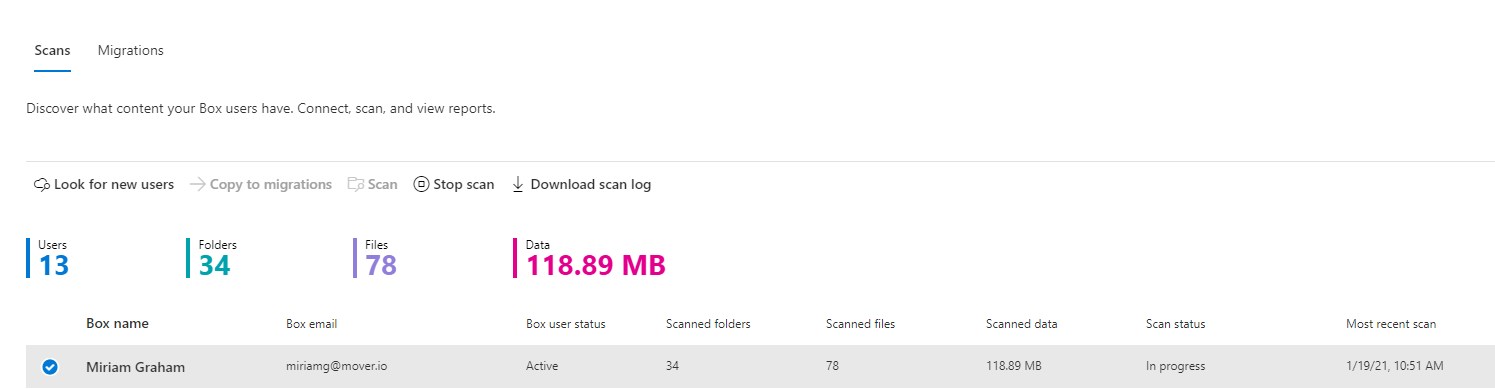 Scans Migrations
Discover what content your Box users have. Connect, scan, and view reports.
Look for new users Copy to migrations Scan Stop scan Download scan log
Users Folders Files Data
13 34 78 118.89 MB
Box name Box email Box user status Scanned folders Scanned files Scanned data Scan status Most recent scan
Miriam Graham miriamg@mover.io Active 34 78 118.89 MB In progress 1/19/21, 10:51 AM